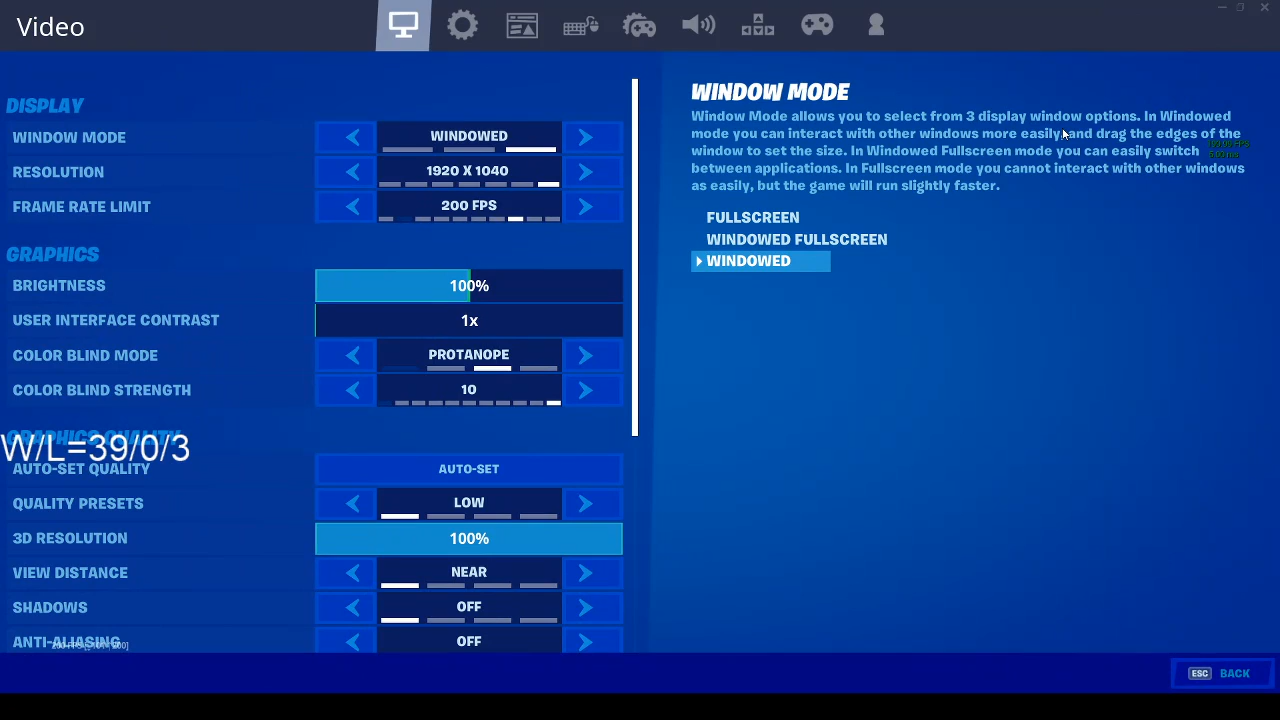 Video
DISPLAY
WINDOW MODE
WINDOWED
RESOLUTION
1920 X 1040
FRAME RATE LIMIT
200 FPS
GRAPHICS
BRIGHTNESS
100%
USER INTERFACE CONTRAST
1x
COLOR BLIND MODE
PROTANOPE
COLOR BLIND STRENGTH
10
GRAPHICS QUALITY
W/L=39/0/3
AUTO-SET QUALITY
AUTO-SET
QUALITY PRESETS
LOW
3D RESOLUTION
100%
VIEW DISTANCE
NEAR
SHADOWS
OFF
ANTI-ALIASING
OFF
WINDOW MODE
Window Mode allows you to select from 3 display window options. In Windowed
mode you can interact with other windows more easily and drag the edges of the
window to set the size. In Windowed Fullscreen mode you can easily switch
between applications. In Fullscreen mode you cannot interact with other windows
as easily, but the game will run slightly faster.
FULLSCREEN
WINDOWED FULLSCREEN
WINDOWED
ESC BACK